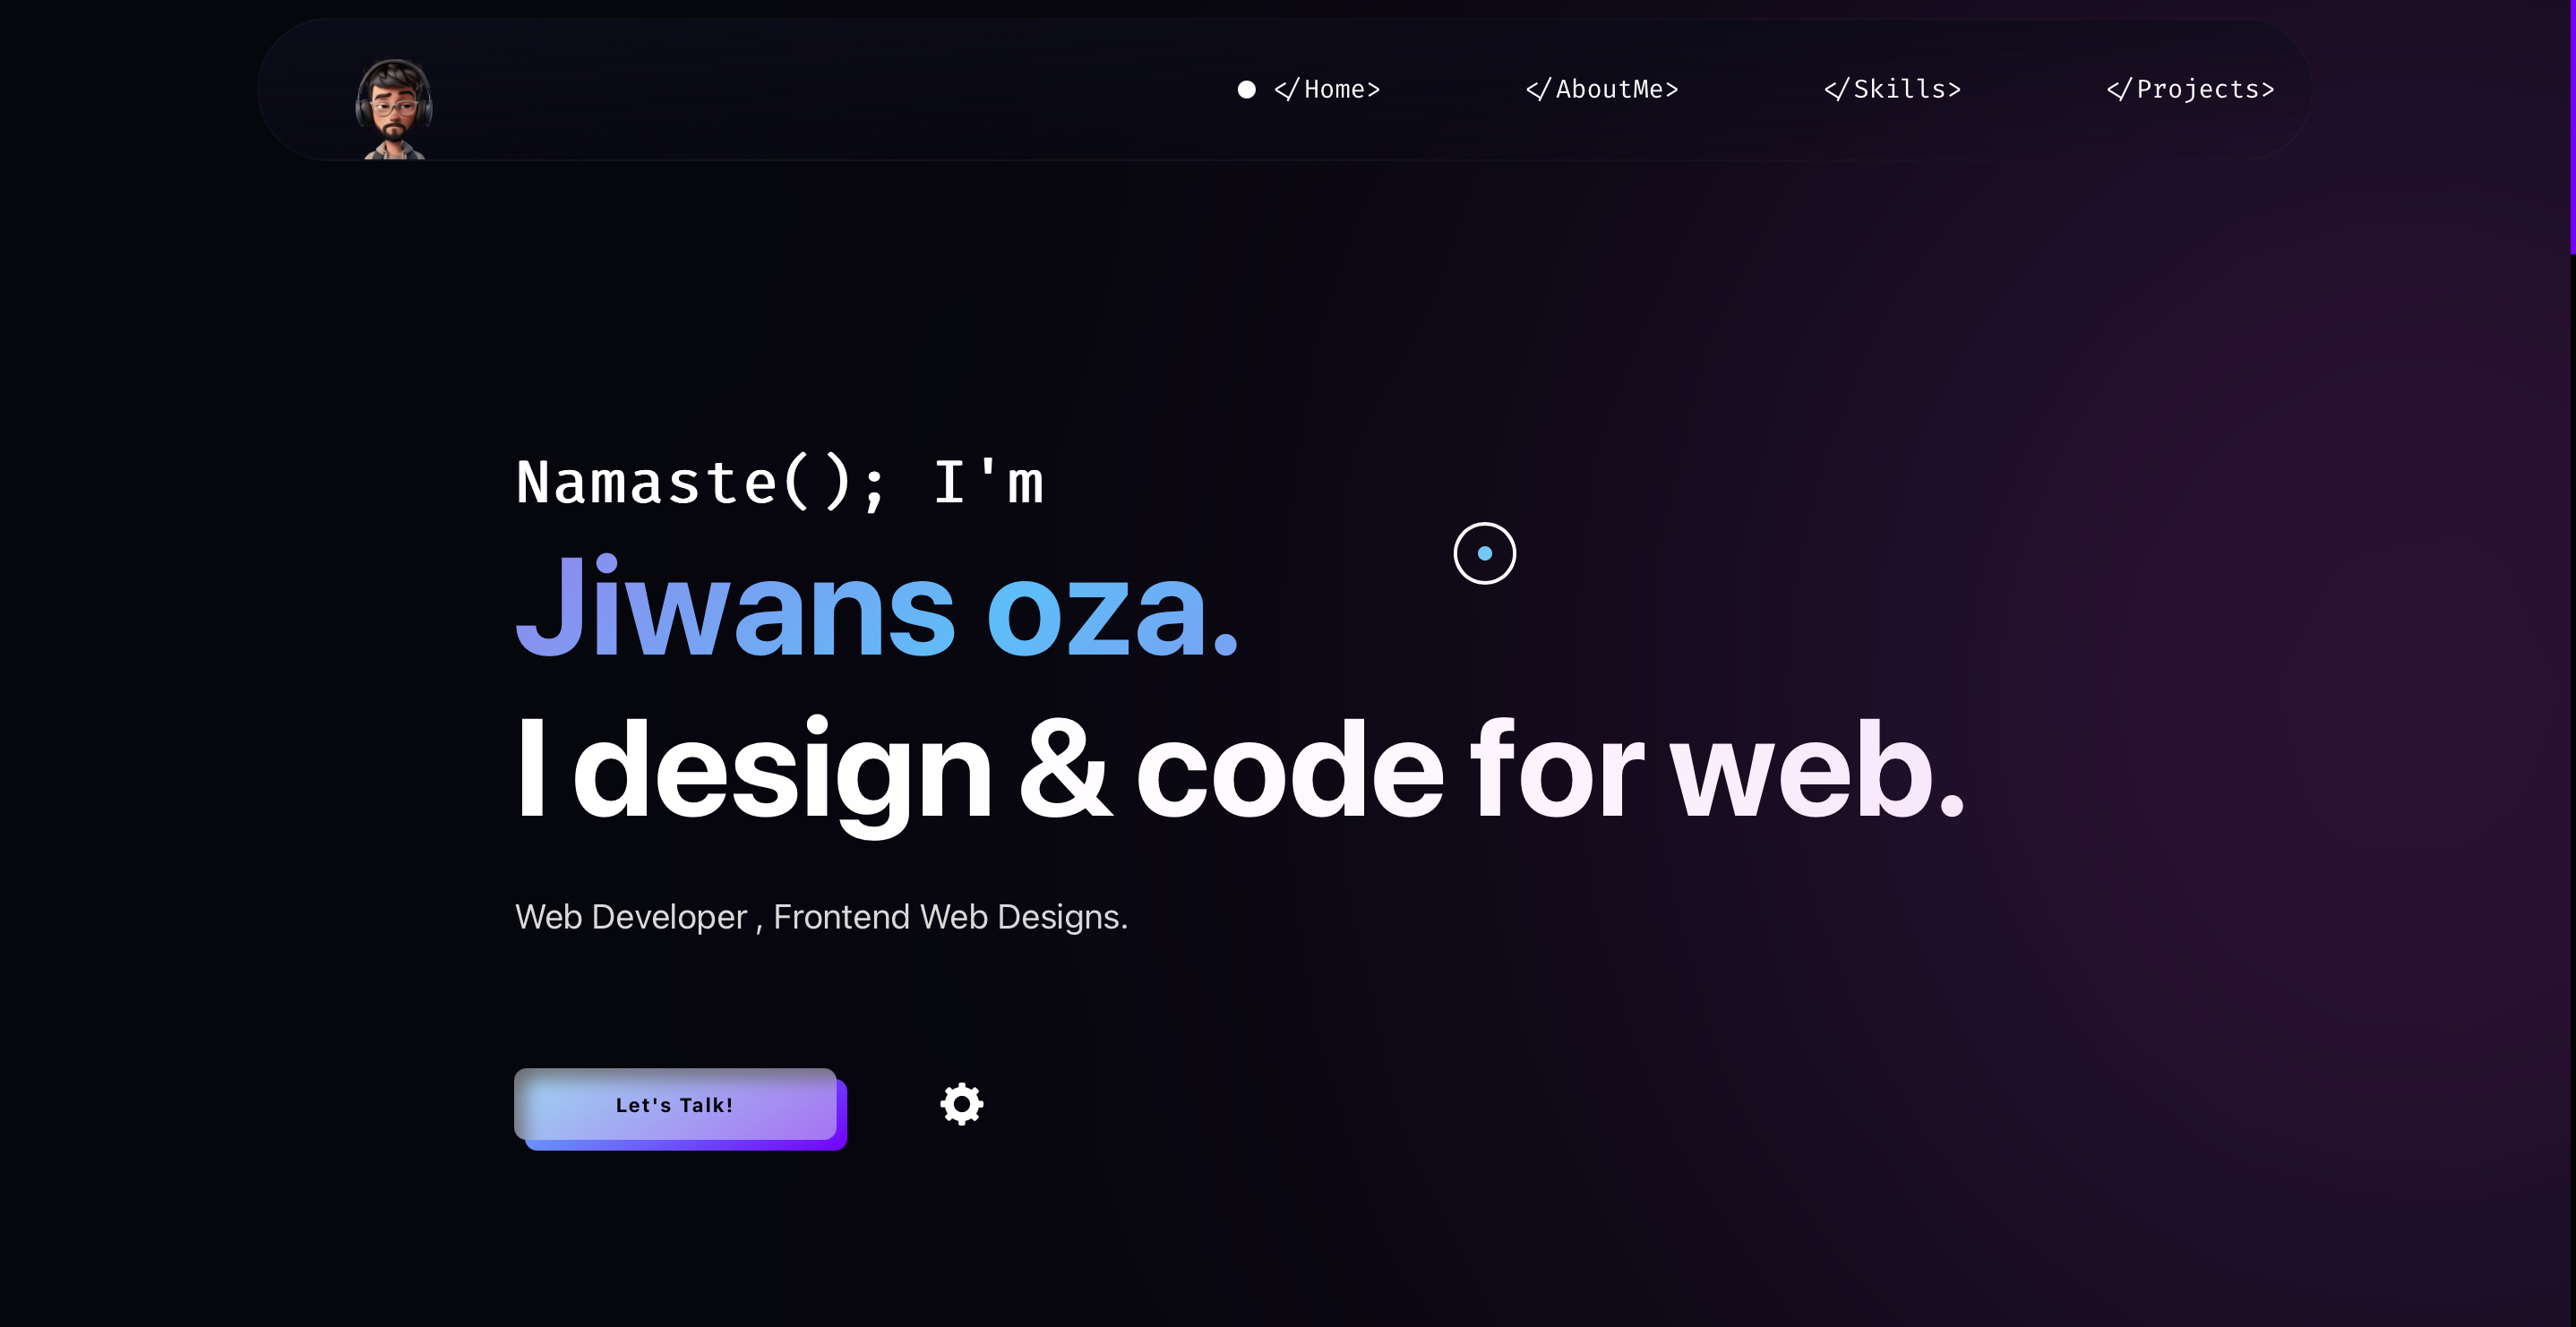 </Home> </AboutMe> </Skills> </Projects>
Namaste(); I'm
Jiwans oza.
I design & code for web.
Web Developer , Frontend Web Designs.
Let's Talk!